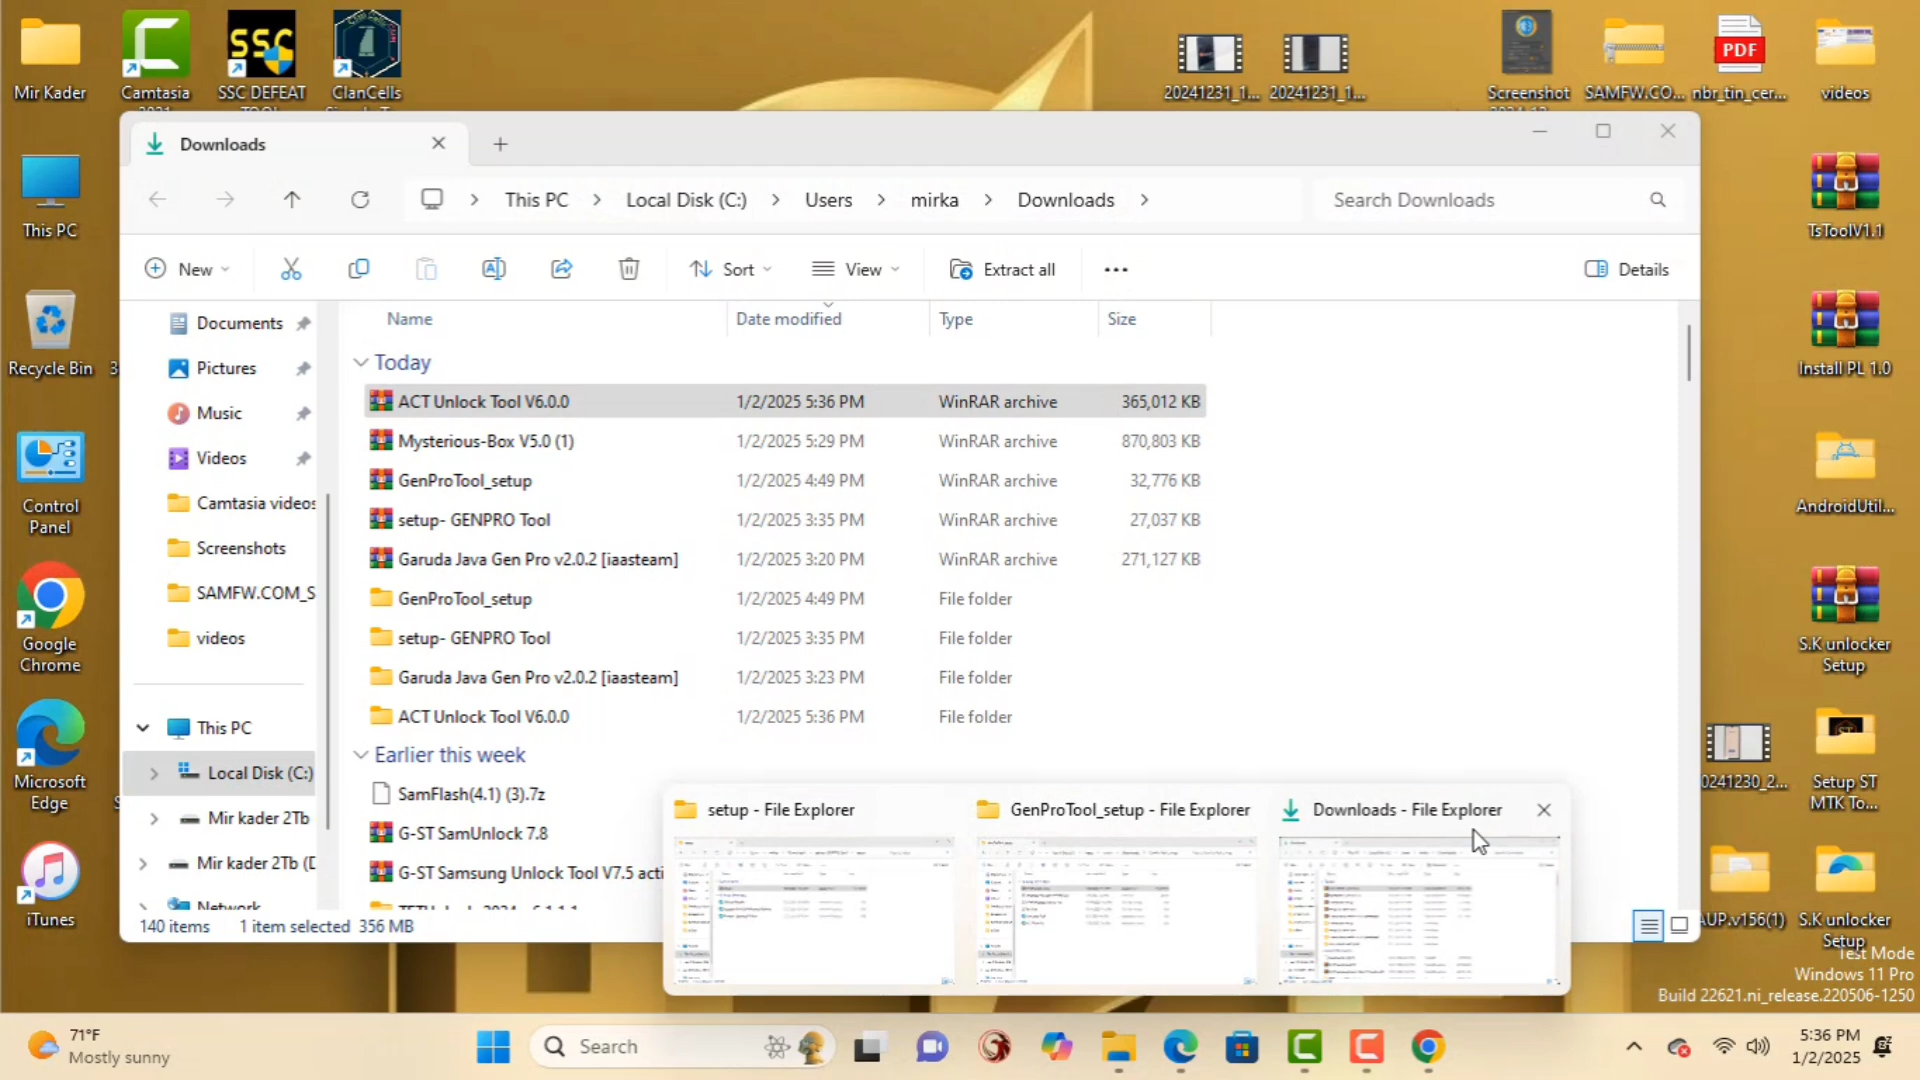 Mir Kader
Camtasia
SSC
SSC DEFEAT
ClanCells
20241231_1...
20241231_1...
Screenshot
SAMFW.CO...
PDF
nbr_tin_cer...
videos
Downloads
This PC
Local Disk (C:)
Users
mirka
Downloads
Search Downloads
New
Sort
View
Extract all
Details
Name
Date modified
Type
Size
Documents
Pictures
Music
Videos
Camtasia videos
Screenshots
SAMFW.COM_S
videos
This PC
Local Disk (C:)
Mir kader 2Tb
Mir kader 2Tb (D
Network
Today
ACT Unlock Tool V6.0.0 1/2/2025 5:36 PM WinRAR archive 365,012 KB
Mysterious-Box V5.0 (1) 1/2/2025 5:29 PM WinRAR archive 870,803 KB
GenProTool_setup 1/2/2025 4:49 PM WinRAR archive 32,776 KB
setup- GENPRO Tool 1/2/2025 3:35 PM WinRAR archive 27,037 KB
Garuda Java Gen Pro v2.0.2 [iaasteam] 1/2/2025 3:20 PM WinRAR archive 271,127 KB
GenProTool_setup 1/2/2025 4:49 PM File folder
setup- GENPRO Tool 1/2/2025 3:35 PM File folder
Garuda Java Gen Pro v2.0.2 [iaasteam] 1/2/2025 3:23 PM File folder
ACT Unlock Tool V6.0.0 1/2/2025 5:36 PM File folder
Earlier this week
SamFlash(4.1) (3).7z
G-ST SamUnlock 7.8
G-ST Samsung Unlock Tool V7.5 acti
140 items 1 item selected 356 MB
setup - File Explorer
GenProTool_setup - File Explorer
Downloads - File Explorer
This PC
Recycle Bin
3
Control
Panel
Google
Chrome
Microsoft
Edge
S
iTunes
TsToolV1.1
Install PL 1.0
AndroidUtil...
S.K unlocker
Setup
0241230_2...
Setup ST
MTK To...
AUP.v156(1)
S.K unlocker
Setup
Test Mode
Windows 11 Pro
Build 22621.ni_release.220506-1250
71°F
Mostly sunny
Search
5:36 PM
1/2/2025